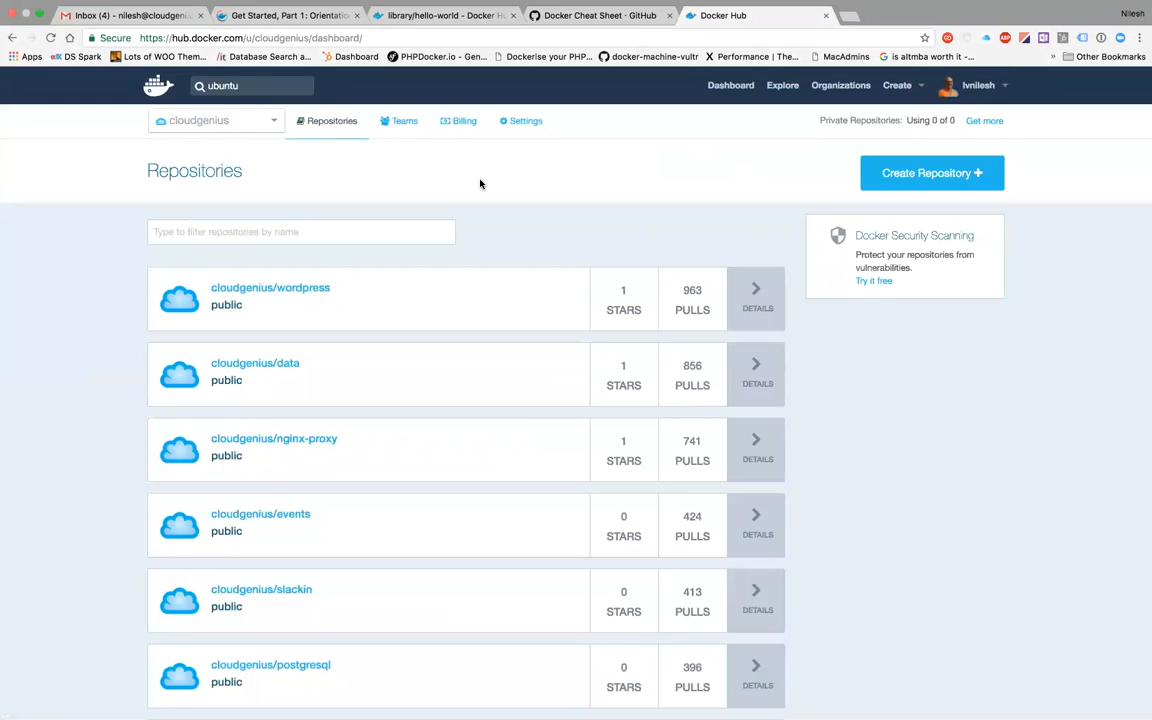 Inbox (4) - nilesh@cloudgeniu
Get Started, Part 1: Orientatio
library/hello-world - Docker H
Docker Cheat Sheet · GitHub
Docker Hub
Nilesh
Secure
https://hub.docker.com/u/cloudgenius/dashboard/
Apps
DS Spark
Lots of WOO Them...
Database Search a...
Dashboard
PHPDocker.io - Gen...
Dockerise your PHP...
docker-machine-vultr
Performance | The...
MacAdmins
is altmba worth it -...
»
Other Bookmarks
ubuntu
Dashboard
Explore
Organizations
Create
lvnilesh
cloudgenius
Repositories
Teams
Billing
Settings
Private Repositories: Using 0 of 0 Get more
Repositories
Create Repository +
Type to filter repositories by name
Docker Security Scanning
Protect your repositories from
vulnerabilities.
Try it free
cloudgenius/wordpress
public
1
STARS
963
PULLS
DETAILS
cloudgenius/data
public
1
STARS
856
PULLS
DETAILS
cloudgenius/nginx-proxy
public
1
STARS
741
PULLS
DETAILS
cloudgenius/events
public
0
STARS
424
PULLS
DETAILS
cloudgenius/slackin
public
0
STARS
413
PULLS
DETAILS
cloudgenius/postgresql
public
0
STARS
396
PULLS
DETAILS